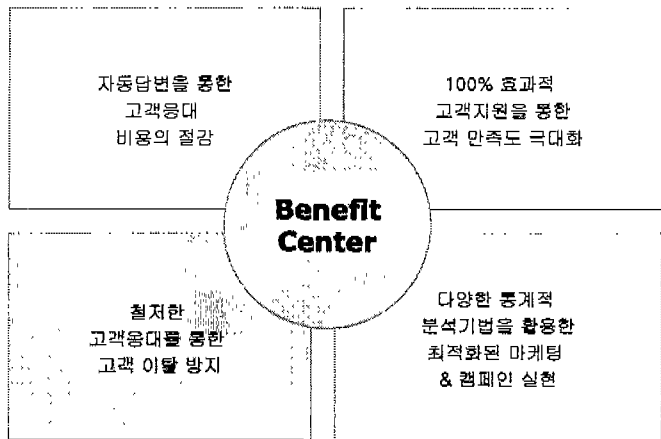 자동답변을 통한
고객응대
비용의 절감
100% 효과적
고객지원을 통한
고객 만족도 극대화
Benefit
Center
철저한
고객응대를 통한
고객 이탈 방지
다양한 통계적
분석기법을 활용한
최적화된 마케팅
& 캠페인 실현